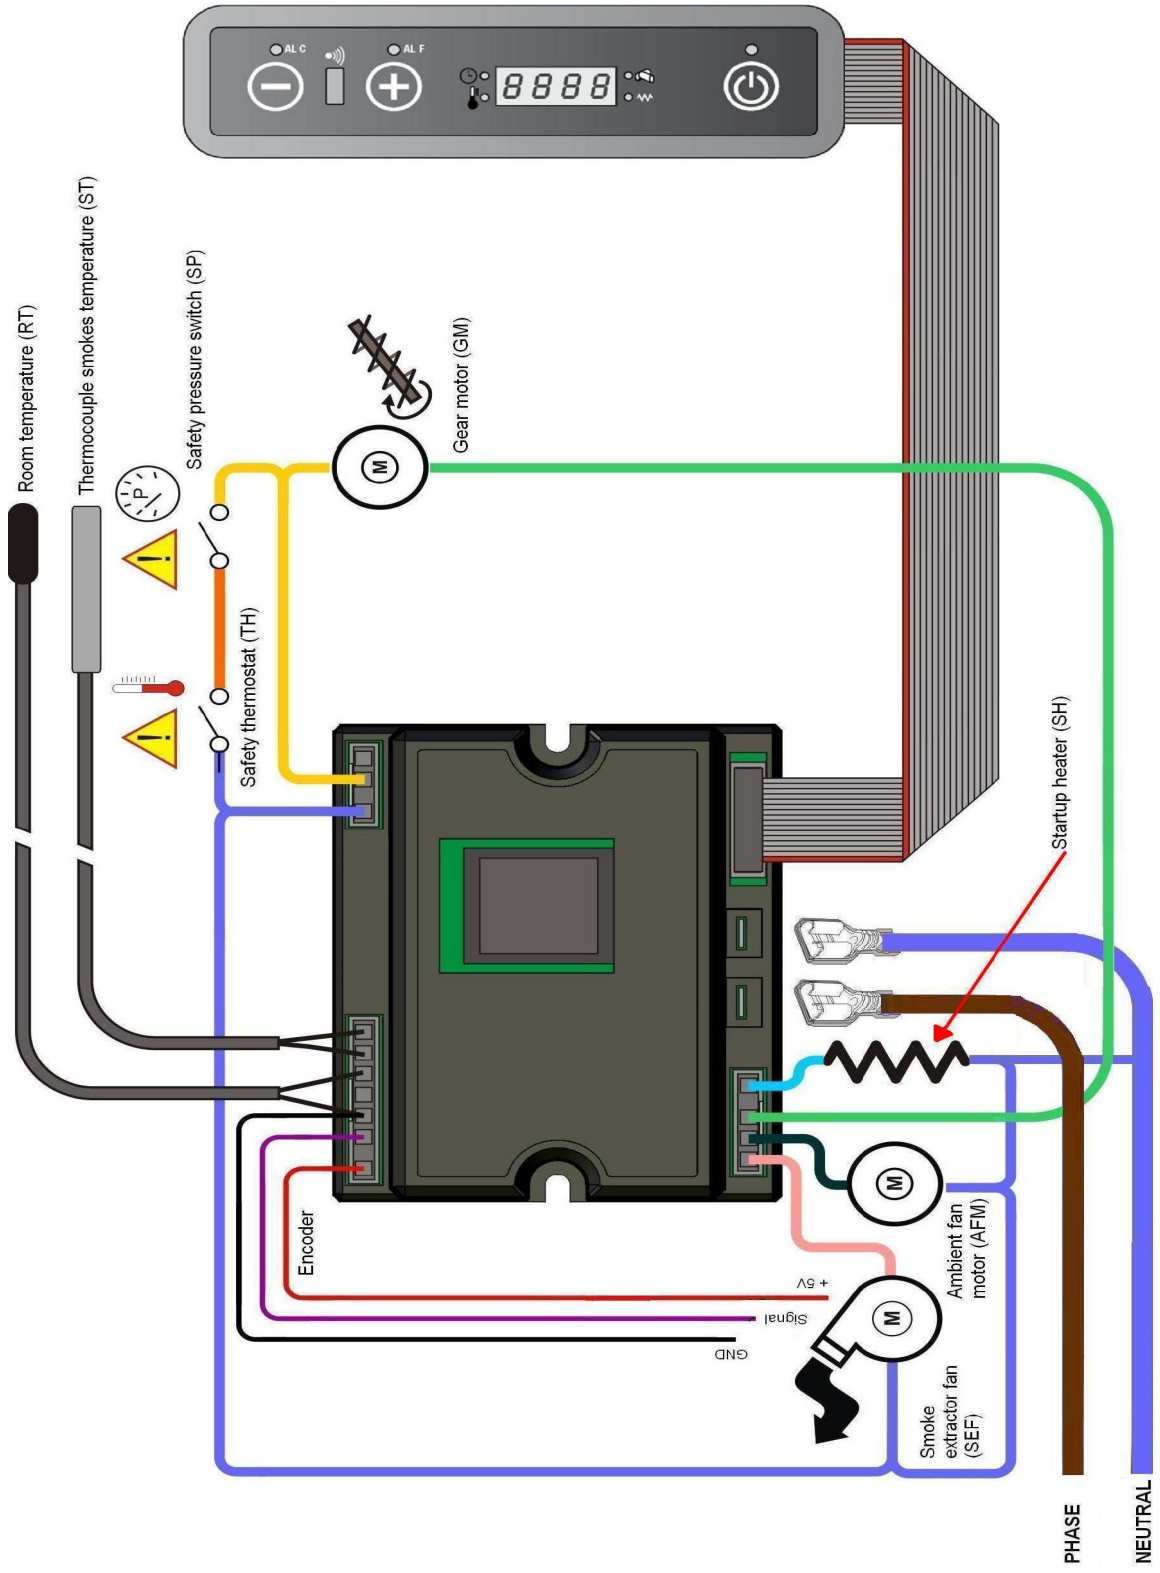 AL C
AL F
8888
Room temperature (RT)
Thermocouple smokes temperature (ST)
P
Safety pressure switch (SP)
!
!
Safety thermostat (TH)
M
Gear motor (GM)
Startup heater (SH)
Encoder
+ 5V
Signal
GND
M
Ambient fan
motor (AFM)
M
Smoke
extractor fan
(SEF)
PHASE
NEUTRAL